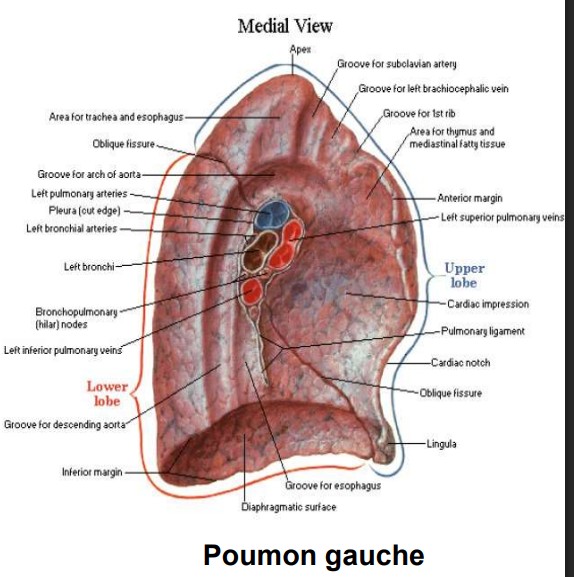 Medial View
Apex
Groove for subclavian artery
Groove for left brachiocephalic vein
Groove for 1st rib
Area for thymus and
mediastinal fatty tissue
Area for trachea and esophagus
Oblique fissure
Groove for arch of aorta
Left pulmonary arteries
Pleura (cut edge)
Left bronchial arteries
Left bronchi
Bronchopulmonary
(hilar) nodes
Left inferior pulmonary veins
Lower
lobe
Groove for descending aorta
Inferior margin
Anterior margin
Left superior pulmonary veins
Upper
lobe
Cardiac impression
Pulmonary ligament
Cardiac notch
Oblique fissure
Lingula
Groove for esophagus
Diaphragmatic surface
Poumon gauche